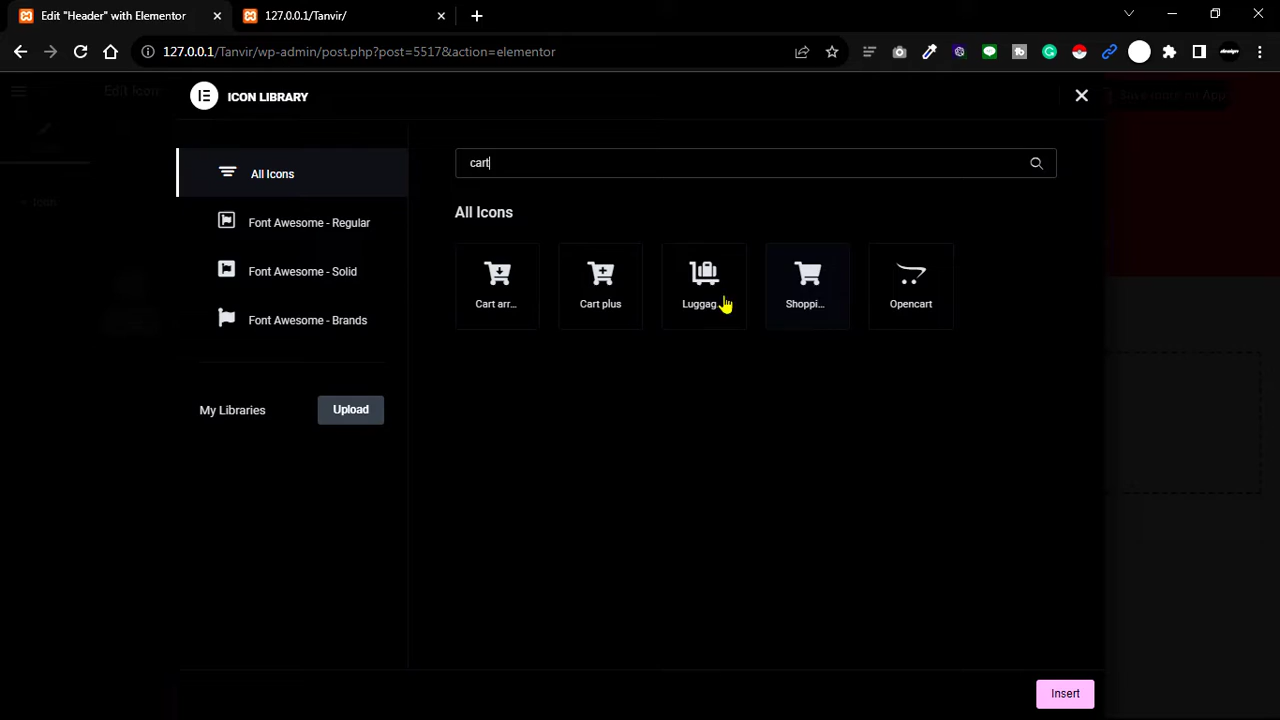 Edit "Header" with Elementor
127.0.0.1/Tanvir/
127.0.0.1/Tanvir/wp-admin/post.php?post=5517&action=elementor
Edit Icon
ICON LIBRARY
All Icons
Font Awesome - Regular
Font Awesome - Solid
Font Awesome - Brands
My Libraries
Upload
cart
All Icons
Cart arr...
Cart plus
Luggag
Shoppi...
Opencart
Insert